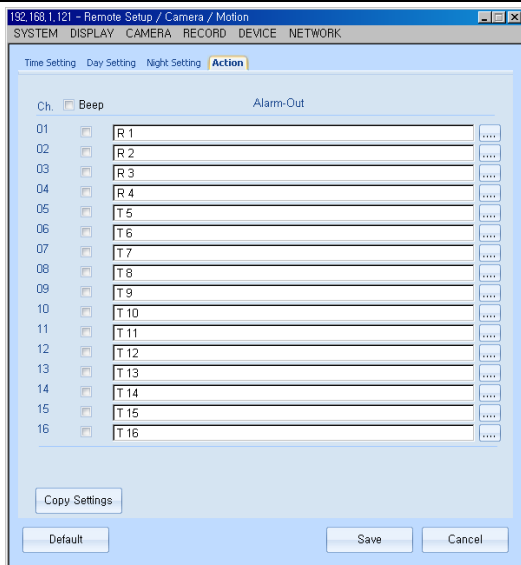 192,168,1,121 - Remote Setup / Camera / Motion
SYSTEM DISPLAY CAMERA RECORD DEVICE NETWORK
Time Setting Day Setting Night Setting Action
Ch. Beep Alarm-Out
01 R 1 ....
02 R 2 ....
03 R 3 ....
04 R 4 ....
05 T 5 ....
06 T 6 ....
07 T 7 ....
08 T 8 ....
09 T 9 ....
10 T 10 ....
11 T 11 ....
12 T 12 ....
13 T 13 ....
14 T 14 ....
15 T 15 ....
16 T 16 ....
Copy Settings
Default Save Cancel